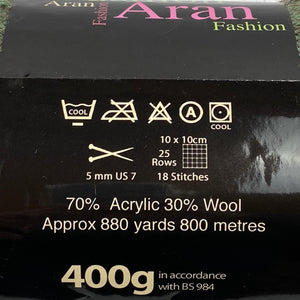 Aran Fashion Aran
Fashion
COOL A COOL
10 x 10cm
25
Rows
5 mm US 7 18 Stitches
70% Acrylic 30% Wool
Approx 880 yards 800 metres
400g in accordance
with BS 984